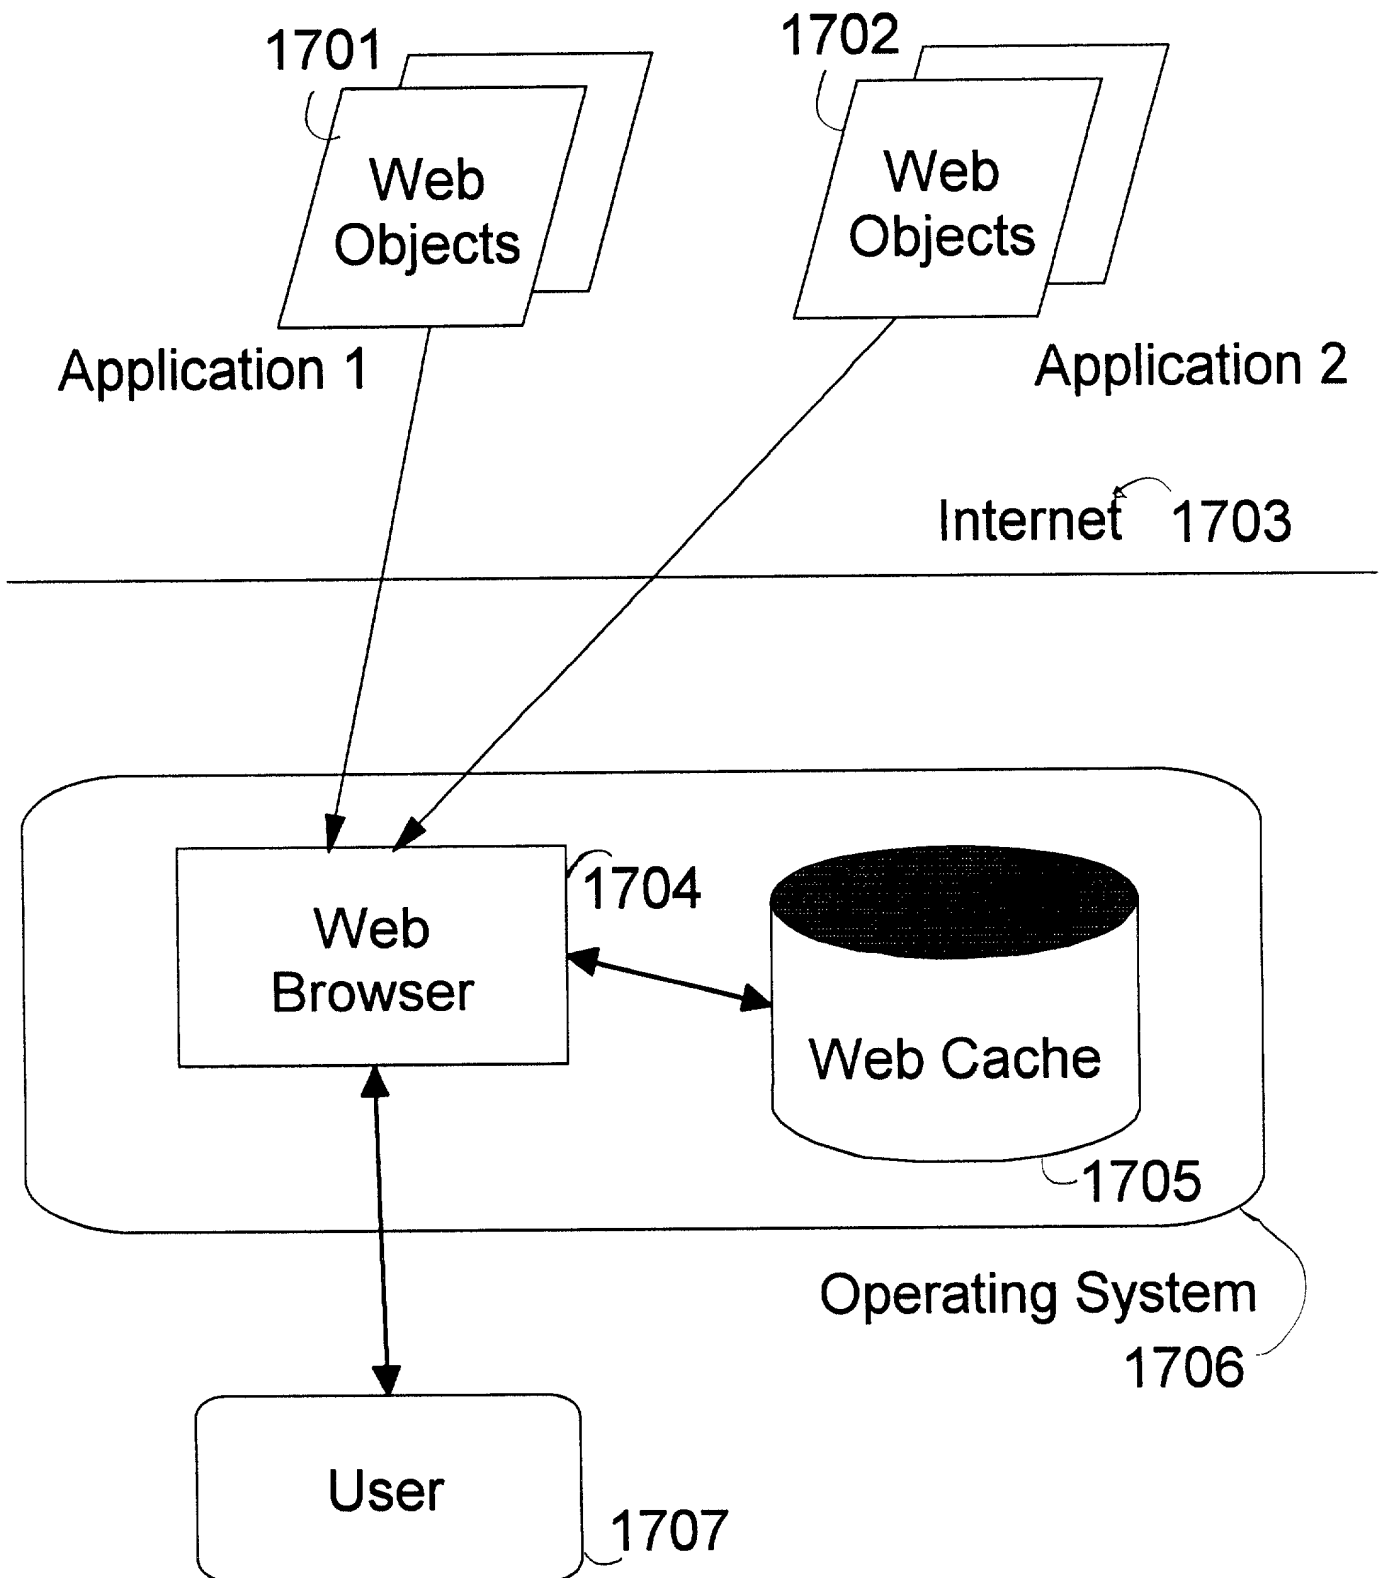 1701
1702
Web
Objects
Web
Objects
Application 1
Application 2
Internet 1703
1704
Web
Browser
Web Cache
1705
Operating System
1706
User
1707